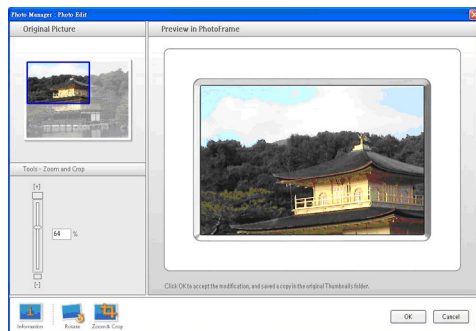 Photo Manager : Photo Edit
Original Picture
Preview in PhotoFrame
Tools - Zoom and Crop
[+]
64 %
[-]
Click OK to accept the modification, and saved a copy in the original Thumbnails folder.
Information
Rotate
Zoom & Crop
OK
Cancel